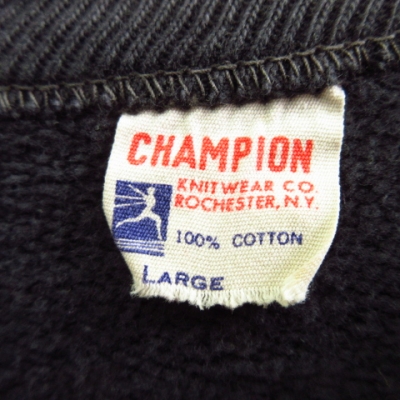 CHAMPION
KNITWEAR CO.
ROCHESTER, N.Y.
100% COTTON
LARGE